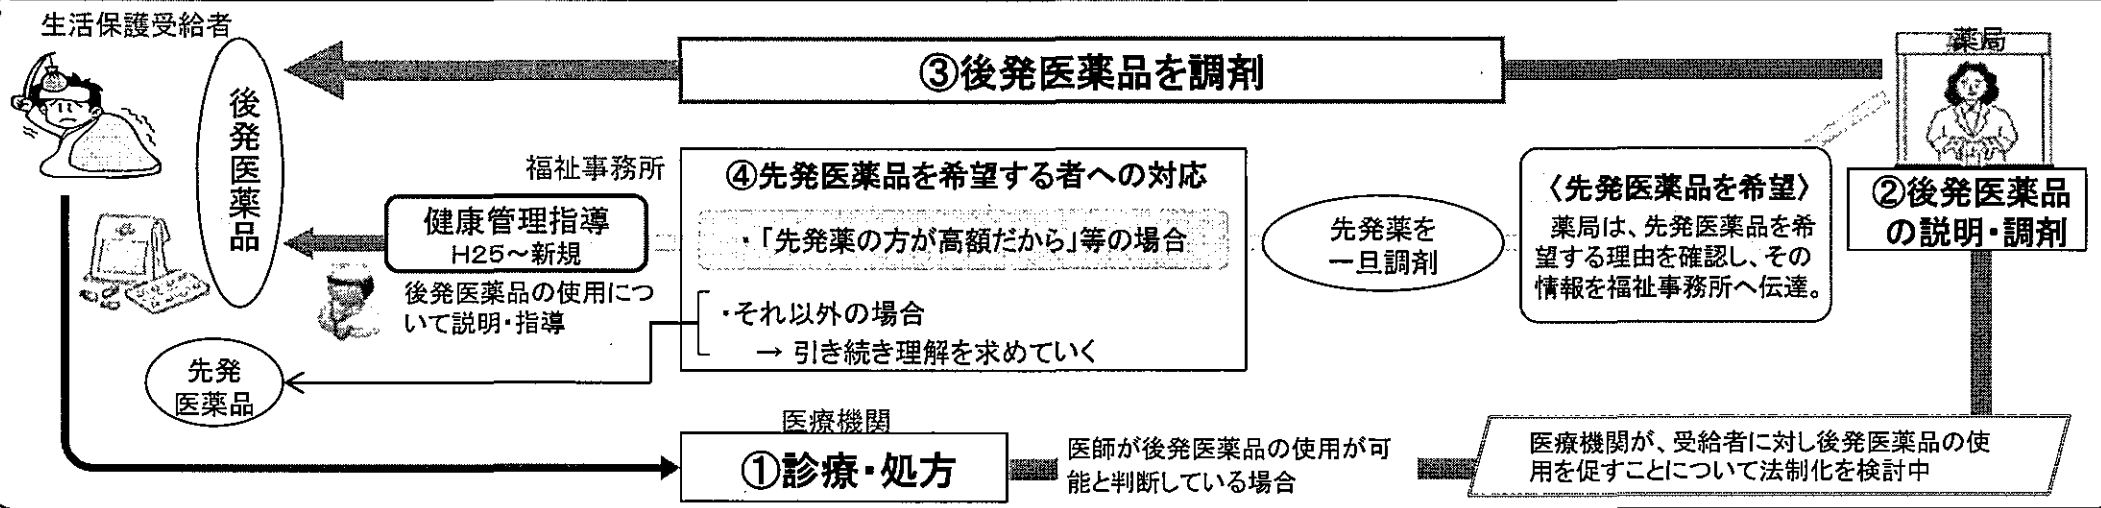 生活保護受給者
後発医薬品
③後発医薬品を調剤
薬局
②後発医薬品
の説明・調剤
〈先発医薬品を希望〉
薬局は、先発医薬品を希
望する理由を確認し、その
情報を福祉事務所へ伝達。
先発薬を
一旦調剤
④先発医薬品を希望する者への対応
・「先発薬の方が高額だから」等の場合
・それ以外の場合
→ 引き続き理解を求めていく
福祉事務所
健康管理指導
H25～新規
後発医薬品の使用につ
いて説明・指導
先発
医薬品
医療機関
①診療・処方
医師が後発医薬品の使用が可
能と判断している場合
医療機関が、受給者に対し後発医薬品の使
用を促すことについて法制化を検討中